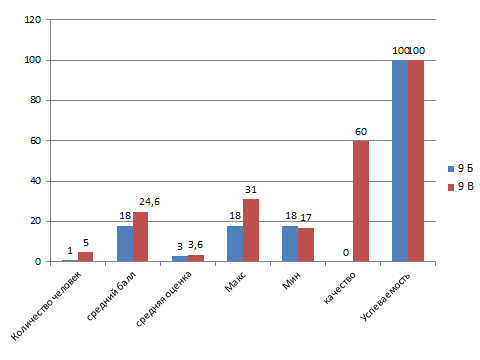 120
100
80
60
40
20
0
1
5
18
24,6
3
3,6
18
31
18
17
0
60
100
100
Количество человек
средний балл
средняя оценка
Макс
Мин
качество
Успеваемость
9 Б
9 В